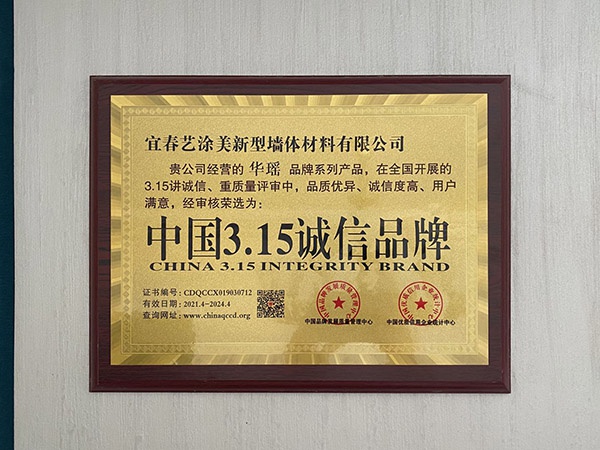 宜春艺涂美新型墙体材料有限公司
贵公司经营的 华瑶 品牌系列产品，在全国开展的
3.15讲诚信、重质量评审中，品质优异、诚信度高、用户
满意，经审核荣选为：
中国3.15诚信品牌
CHINA 3.15 INTEGRITY BRAND
证书编号：CDQCCX019030712
有效日期：2021.4-2024.4
查询网址：www.chinaqccd.org
中国品牌发展质量管理中心
中国优质信用企业统计中心